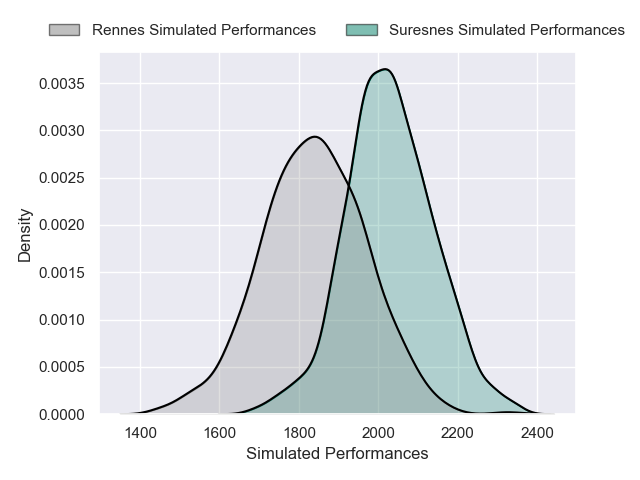 Rennes Simulated Performances Suresnes Simulated Performances
0.0035
0.0030
0.0025
0.0020
0.0015
0.0010
0.0005
0.0000
Density
1400 1600 1800 2000 2200 2400
Simulated Performances